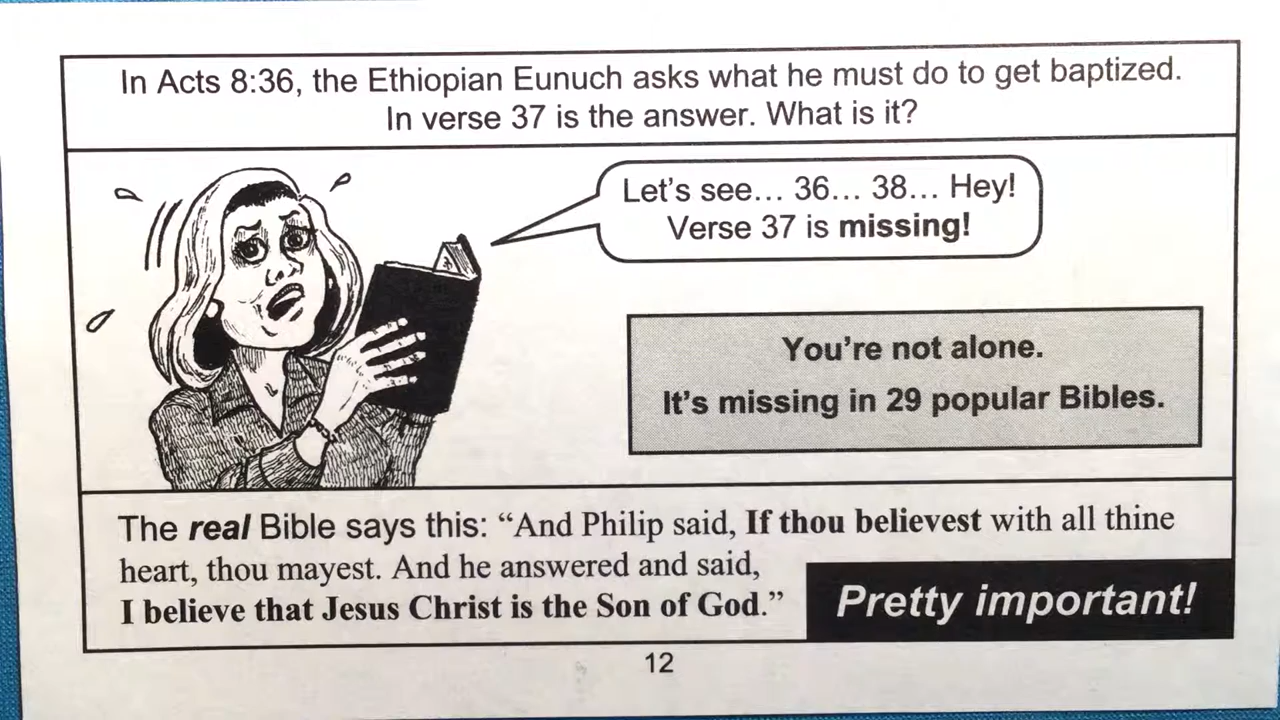 In Acts 8:36, the Ethiopian Eunuch asks what he must do to get baptized.
In verse 37 is the answer. What is it?
Let's see... 36... 38... Hey!
Verse 37 is missing!
You're not alone.
It's missing in 29 popular Bibles.
The real Bible says this: “And Philip said, If thou believest with all thine
heart, thou mayest. And he answered and said,
I believe that Jesus Christ is the Son of God.”
Pretty important!
12